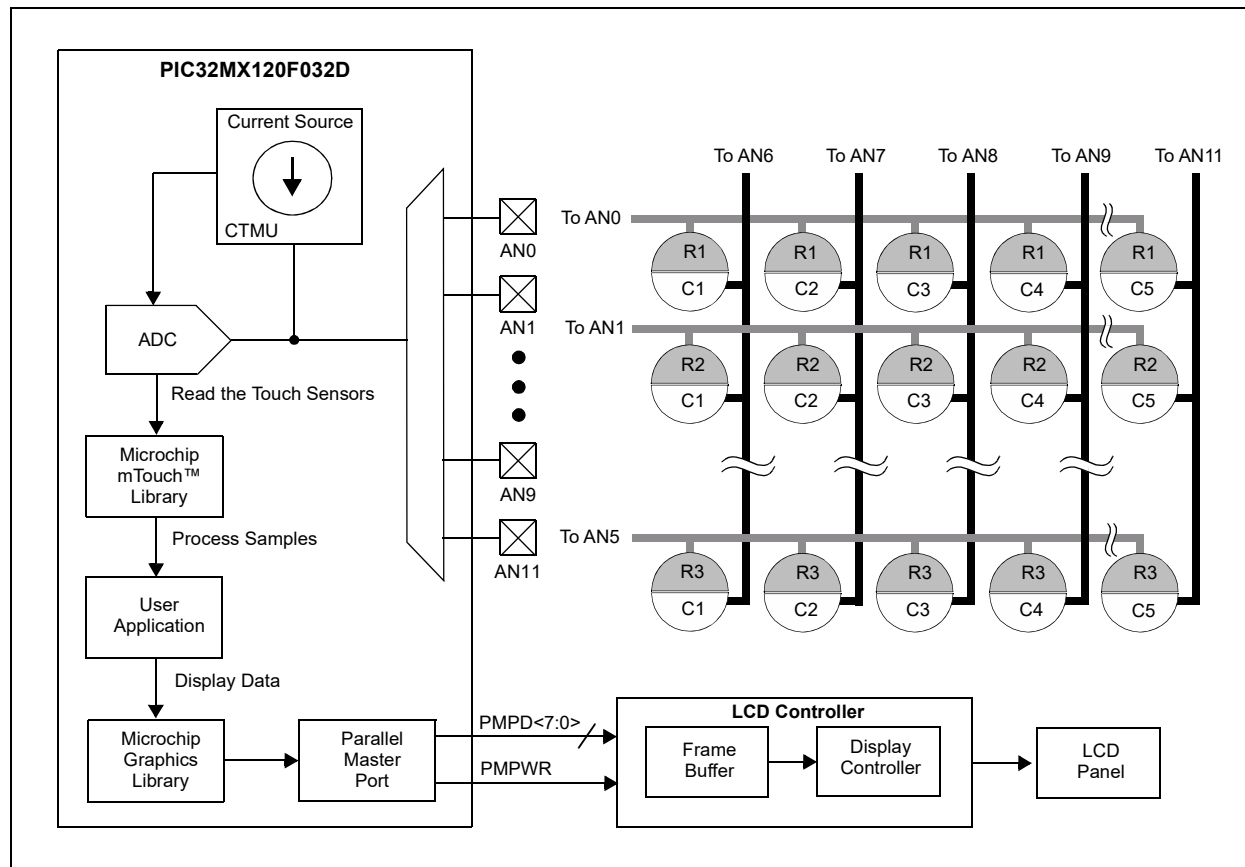 PIC32MX120F032D
Current Source
CTMU
ADC
Read the Touch Sensors
Microchip
mTouch™
Library
Process Samples
User
Application
Display Data
Microchip
Graphics
Library
Parallel
Master
Port
AN0
AN1
AN9
AN11
To AN6
To AN7
To AN8
To AN9
To AN11
To AN0
R1 R1 R1 R1 R1
C1 C2 C3 C4 C5
To AN1
R2 R2 R2 R2 R2
C1 C2 C3 C4 C5
To AN5
R3 R3 R3 R3 R3
C1 C2 C3 C4 C5
PMPD<7:0>
PMPWR
LCD Controller
Frame
Buffer
Display
Controller
LCD
Panel